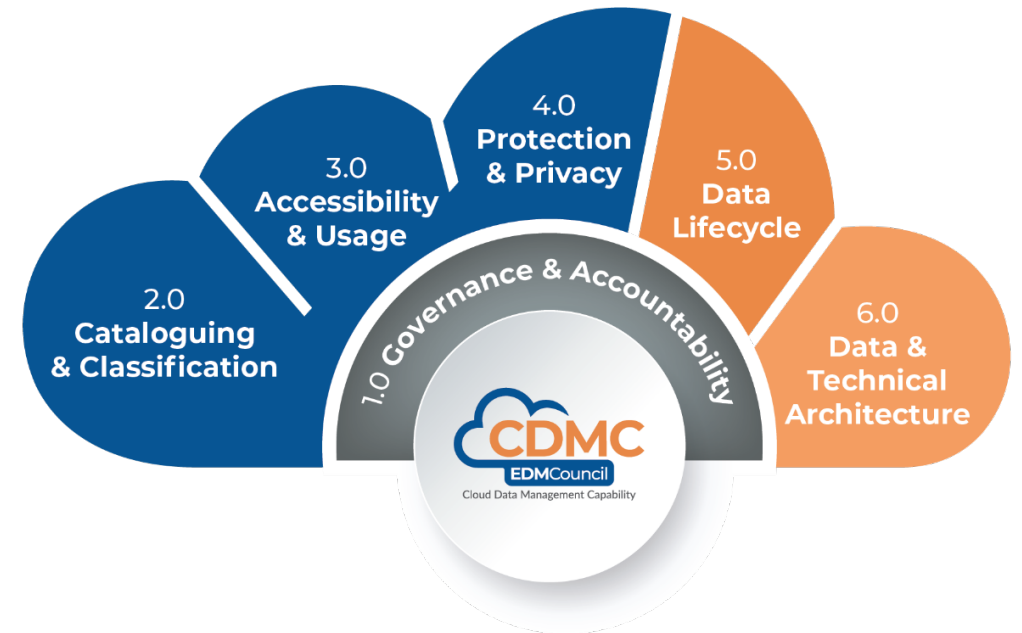 4.0
Protection
& Privacy
5.0
Data
Lifecycle
3.0
Accessibility
& Usage
2.0
Cataloguing
& Classification
6.0
Data &
Technical
Architecture
1.0 Governance & Accountability
CDMC
EDMCouncil
Cloud Data Management Capability